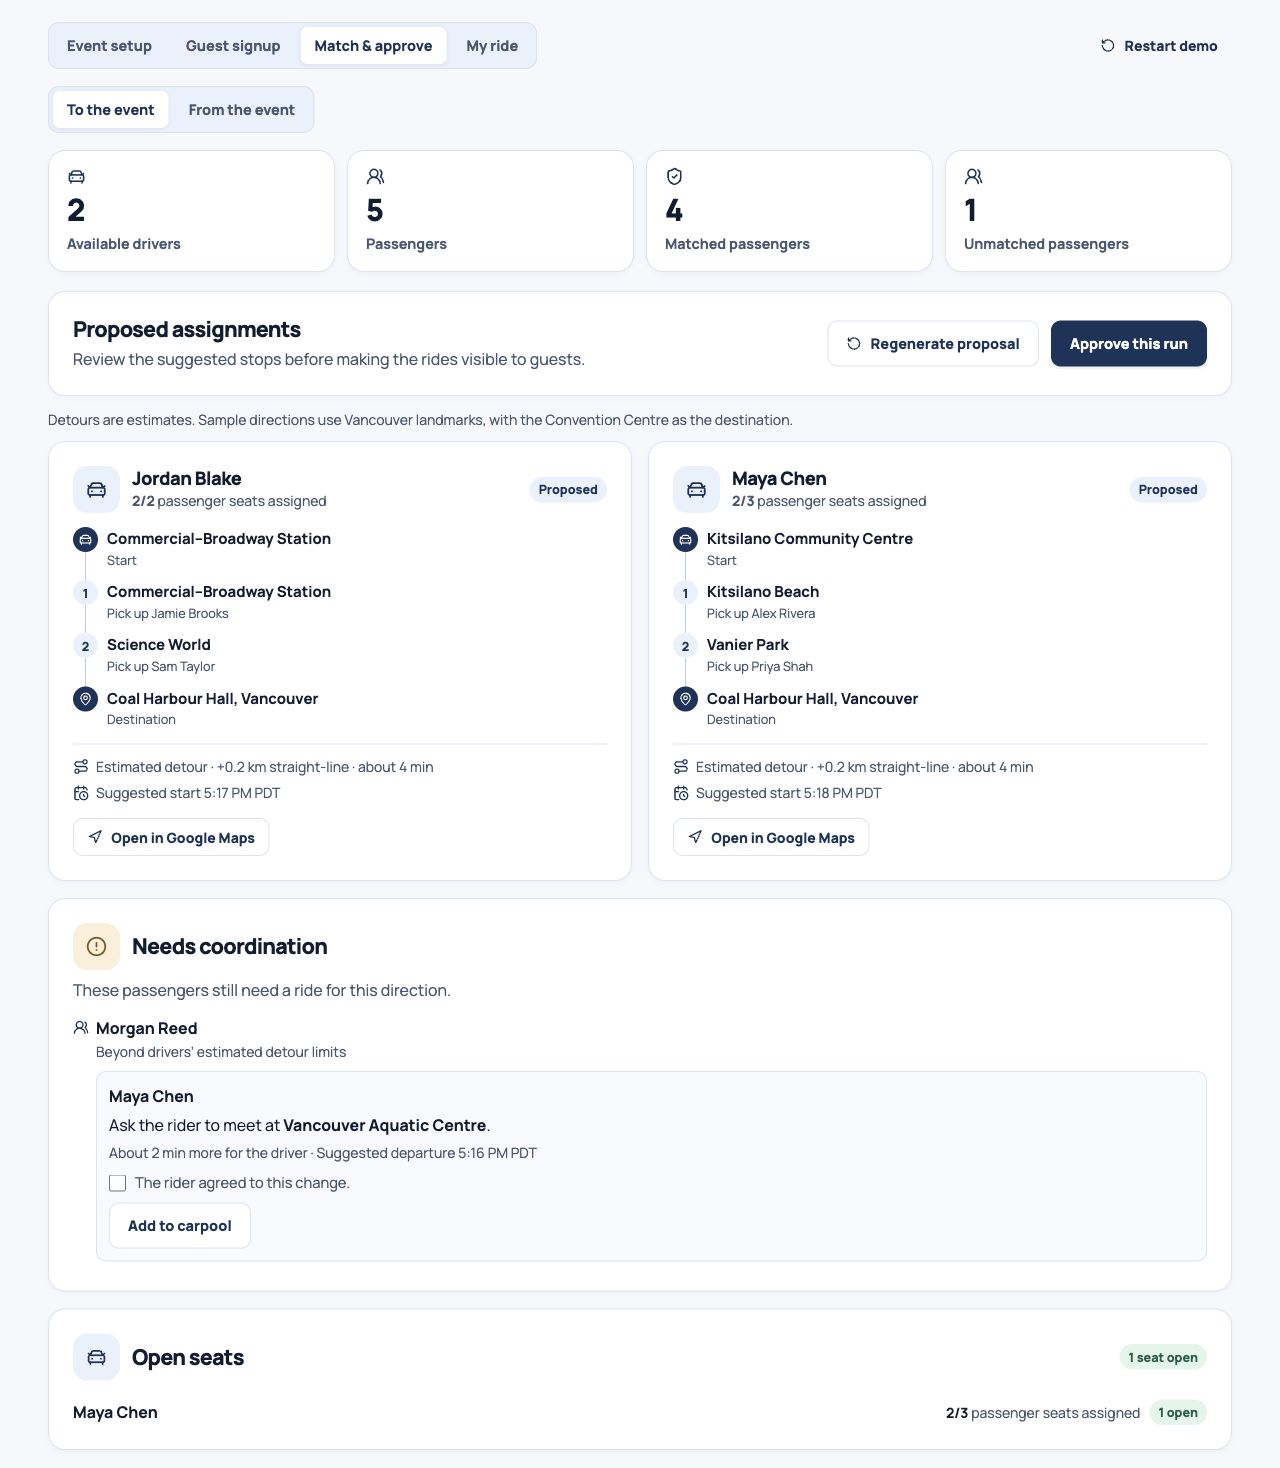 Event setup
Guest signup
Match & approve
My ride
Restart demo
To the event
From the event
2
Available drivers
5
Passengers
4
Matched passengers
1
Unmatched passengers
Proposed assignments
Review the suggested stops before making the rides visible to guests.
Regenerate proposal
Approve this run
Detours are estimates. Sample directions use Vancouver landmarks, with the Convention Centre as the destination.
Jordan Blake
2/2 passenger seats assigned
Proposed
Commercial–Broadway Station
Start
1
Commercial–Broadway Station
Pick up Jamie Brooks
2
Science World
Pick up Sam Taylor
Coal Harbour Hall, Vancouver
Destination
Estimated detour · +0.2 km straight-line · about 4 min
Suggested start 5:17 PM PDT
Open in Google Maps
Maya Chen
2/3 passenger seats assigned
Proposed
Kitsilano Community Centre
Start
1
Kitsilano Beach
Pick up Alex Rivera
2
Vanier Park
Pick up Priya Shah
Coal Harbour Hall, Vancouver
Destination
Estimated detour · +0.2 km straight-line · about 4 min
Suggested start 5:18 PM PDT
Open in Google Maps
Needs coordination
These passengers still need a ride for this direction.
Morgan Reed
Beyond drivers' estimated detour limits
Maya Chen
Ask the rider to meet at Vancouver Aquatic Centre.
About 2 min more for the driver · Suggested departure 5:16 PM PDT
The rider agreed to this change.
Add to carpool
Open seats
1 seat open
Maya Chen
2/3 passenger seats assigned
1 open